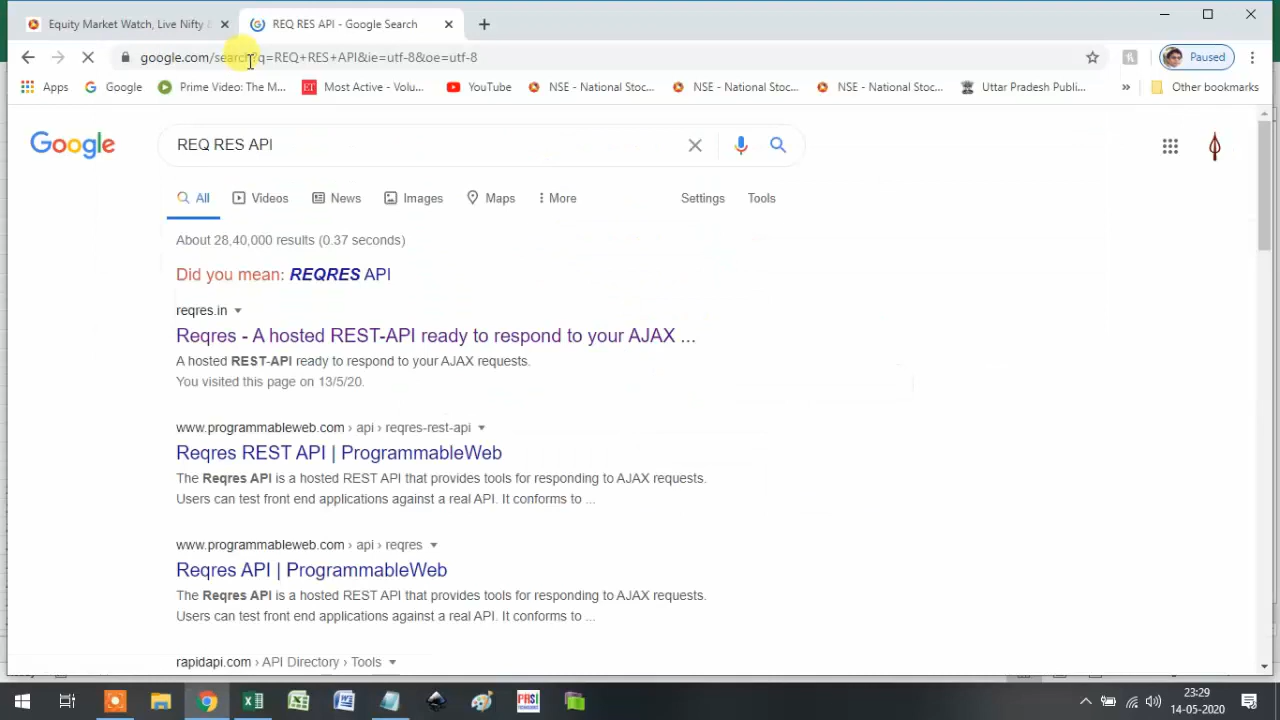 Equity Market Watch, Live Nifty
REQ RES API - Google Search
google.com/search?q=REQ+RES+API&ie=utf-8&oe=utf-8
Paused
Apps
Google
Prime Video: The M...
ET
Most Active - Volu...
YouTube
NSE - National Stoc...
NSE - National Stoc...
NSE - National Stoc...
Uttar Pradesh Publi...
»
Other bookmarks
Google
REQ RES API
All
Videos
News
Images
Maps
More
Settings
Tools
About 28,40,000 results (0.37 seconds)
Did you mean: REQRES API
reqres.in
Reqres - A hosted REST-API ready to respond to your AJAX ...
A hosted REST-API ready to respond to your AJAX requests.
You visited this page on 13/5/20.
www.programmableweb.com › api › reqres-rest-api
Reqres REST API | ProgrammableWeb
The Reqres API is a hosted REST API that provides tools for responding to AJAX requests.
Users can test front end applications against a real API. It conforms to ...
www.programmableweb.com › api › reqres
Reqres API | ProgrammableWeb
The Reqres API is a hosted REST API that provides tools for responding to AJAX requests.
Users can test front end applications against a real API. It conforms to ...
rapidapi.com › API Directory › Tools
23:29
14-05-2020